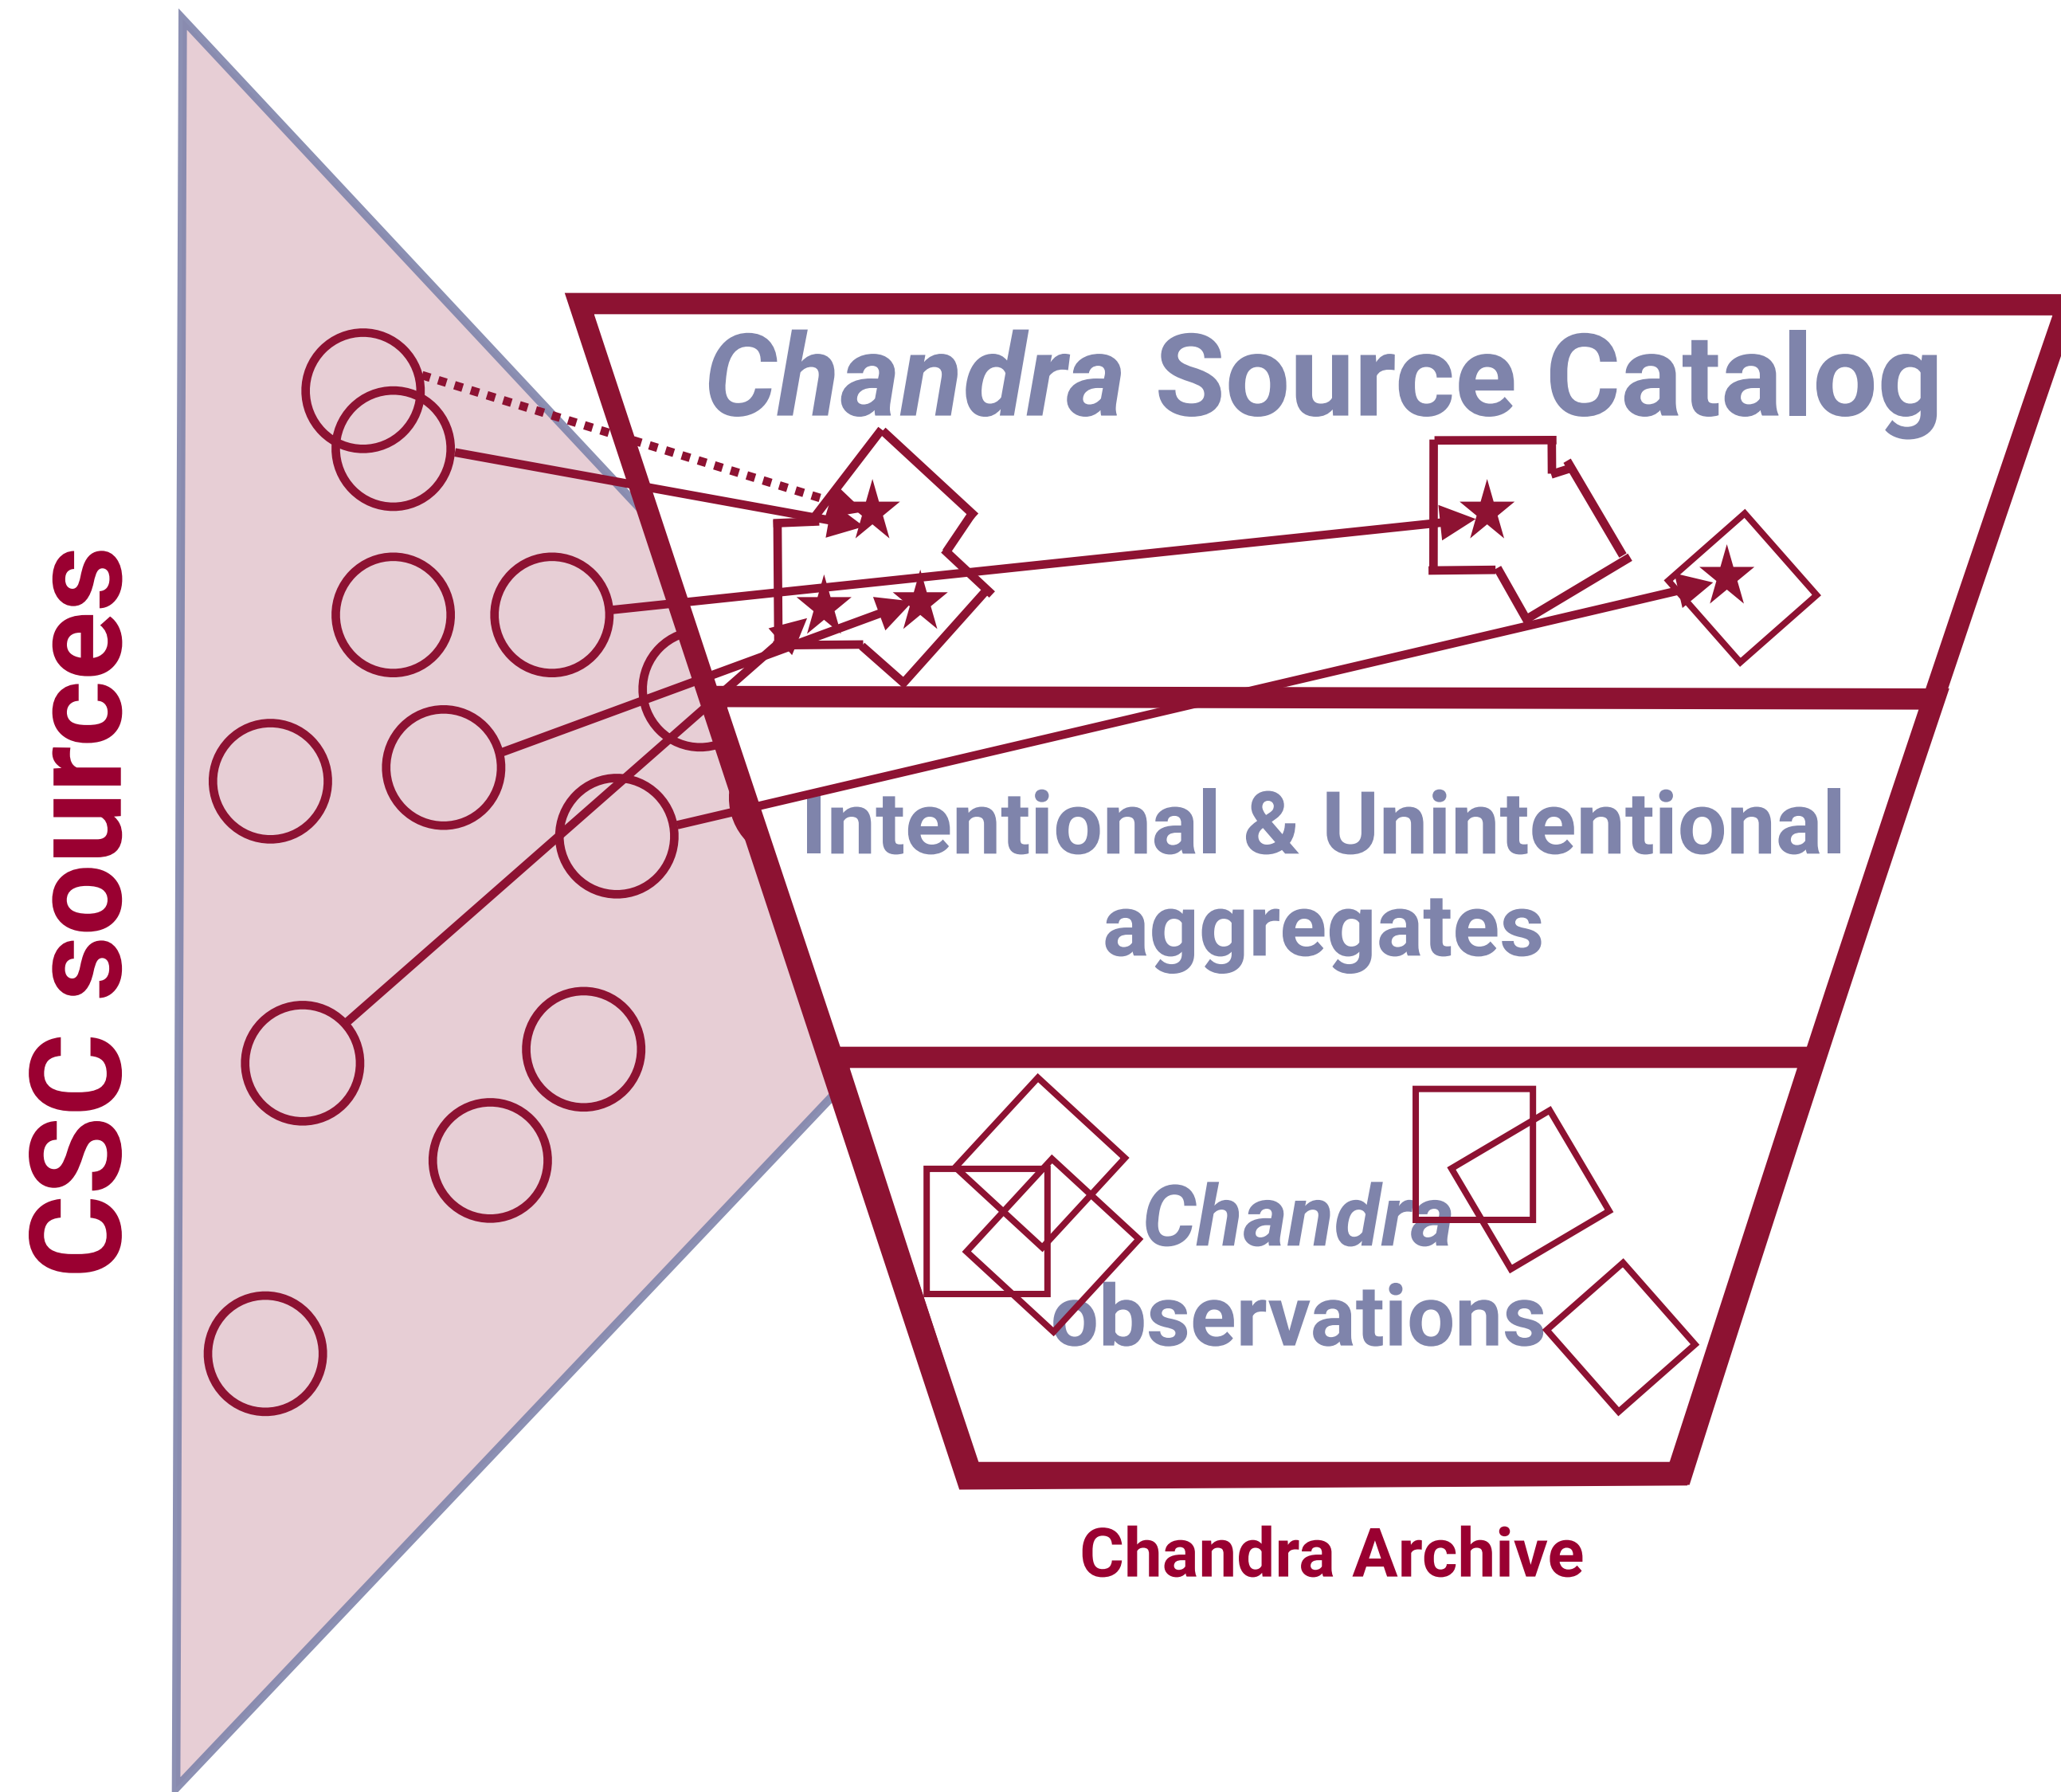 CSC sources
Chandra Source Catalog
Intentional & Unintentional
aggregates
Chandra
observations
Chandra Archive